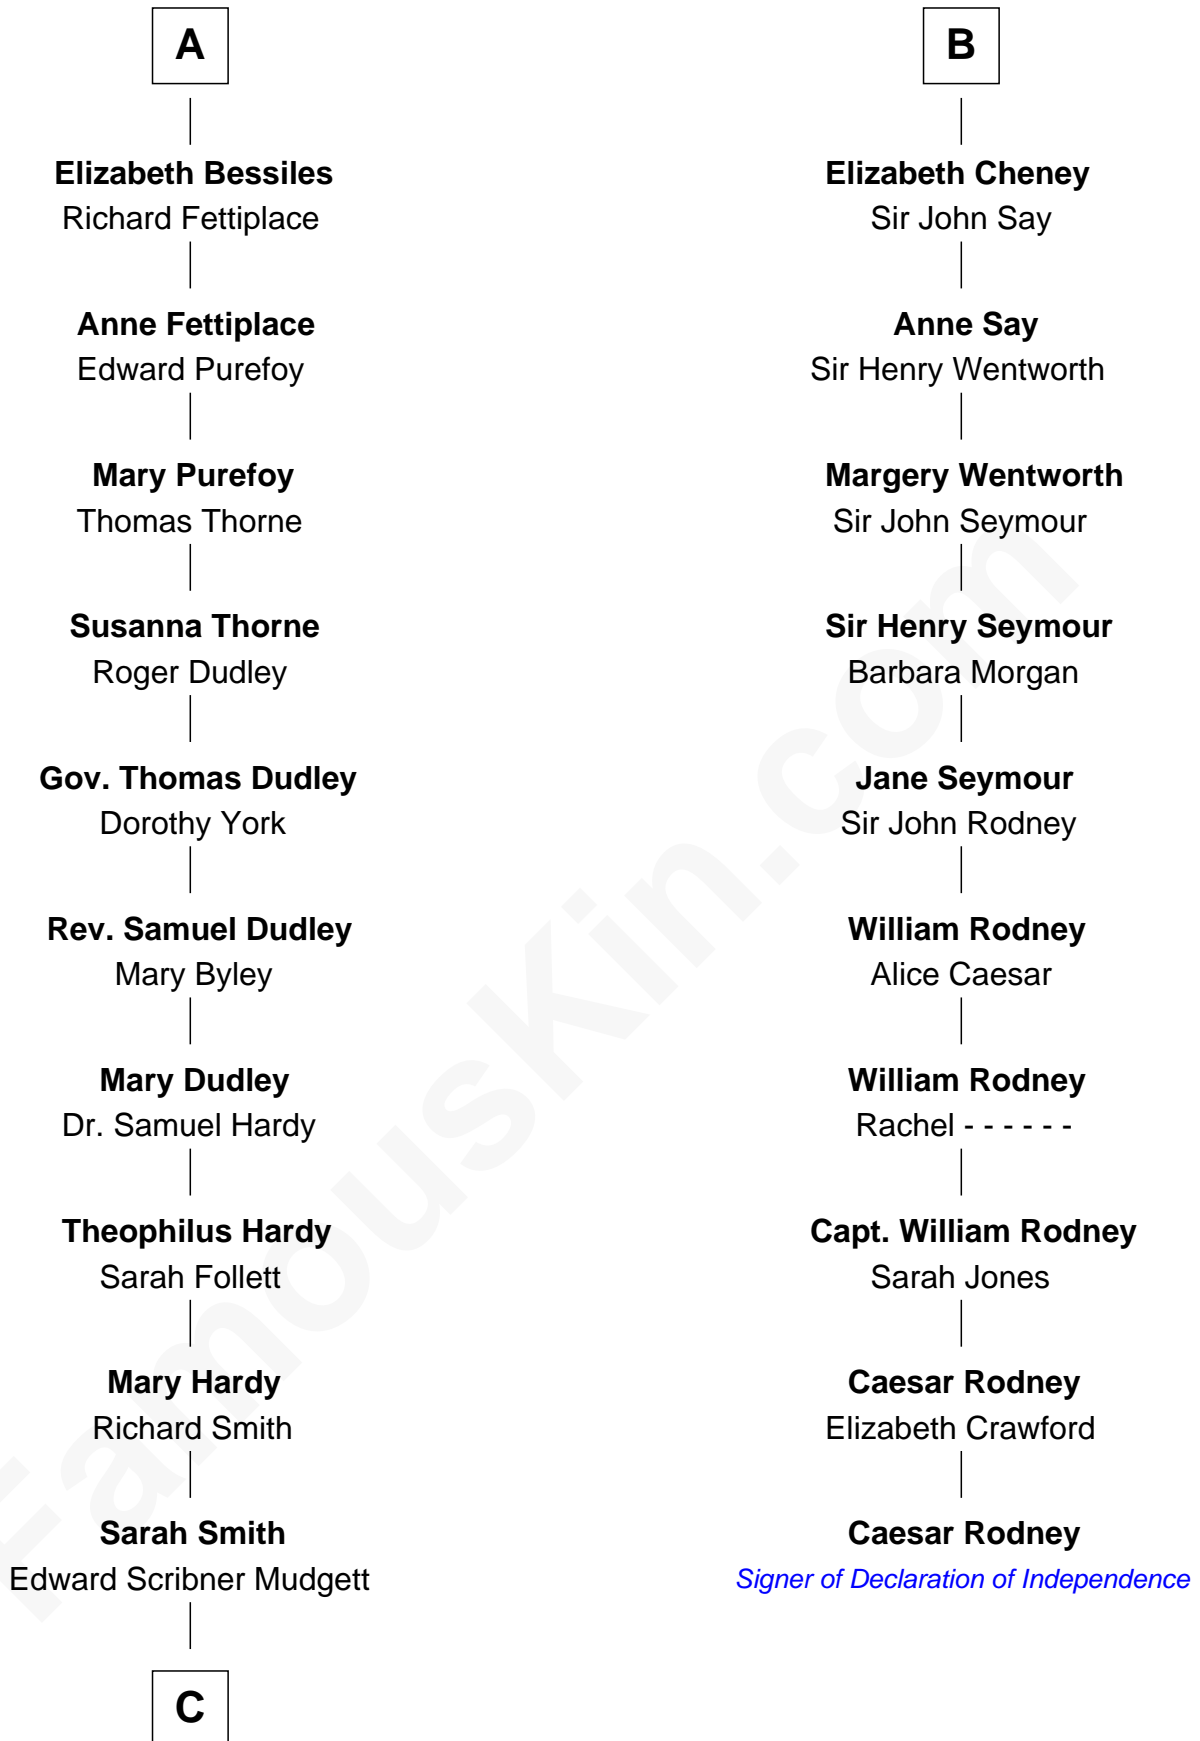 A
Elizabeth Bessiles
Richard Fettiplace
Anne Fettiplace
Edward Purefoy
Mary Purefoy
Thomas Thorne
Susanna Thorne
Roger Dudley
Gov. Thomas Dudley
Dorothy York
Rev. Samuel Dudley
Mary Byley
Mary Dudley
Dr. Samuel Hardy
Theophilus Hardy
Sarah Follett
Mary Hardy
Richard Smith
Sarah Smith
Edward Scribner Mudgett
C
B
Elizabeth Cheney
Sir John Say
Anne Say
Sir Henry Wentworth
Margery Wentworth
Sir John Seymour
Sir Henry Seymour
Barbara Morgan
Jane Seymour
Sir John Rodney
William Rodney
Alice Caesar
William Rodney
Rachel - - - - - -
Capt. William Rodney
Sarah Jones
Caesar Rodney
Elizabeth Crawford
Caesar Rodney
Signer of Declaration of Independence
FamousKin.com